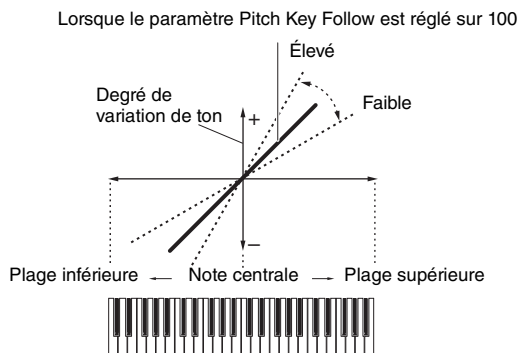 Lorsque le paramètre Pitch Key Follow est réglé sur 100
Élevé
Degré de
variation de ton
+
Faible
–
Plage inférieure ← Note centrale → Plage supérieure